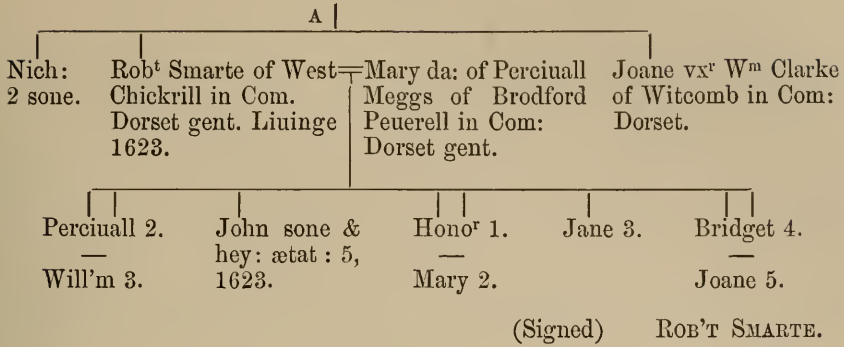 A
Nich:
2 sone.
Robᵗ Smarte of West
Chickrill in Com.
Dorset gent. Liuinge
1623.
Mary da: of Perciuall
Meggs of Brodford
Peuerell in Com:
Dorset gent.
Joane vxʳ Wᵐ Clarke
of Witcomb in Com:
Dorset.
Perciuall 2.
Will'm 3.
John sone &
hey: ætat : 5,
1623.
Honoʳ 1.
Mary 2.
Jane 3.
Bridget 4.
Joane 5.
(Signed) Rob't Smarte.